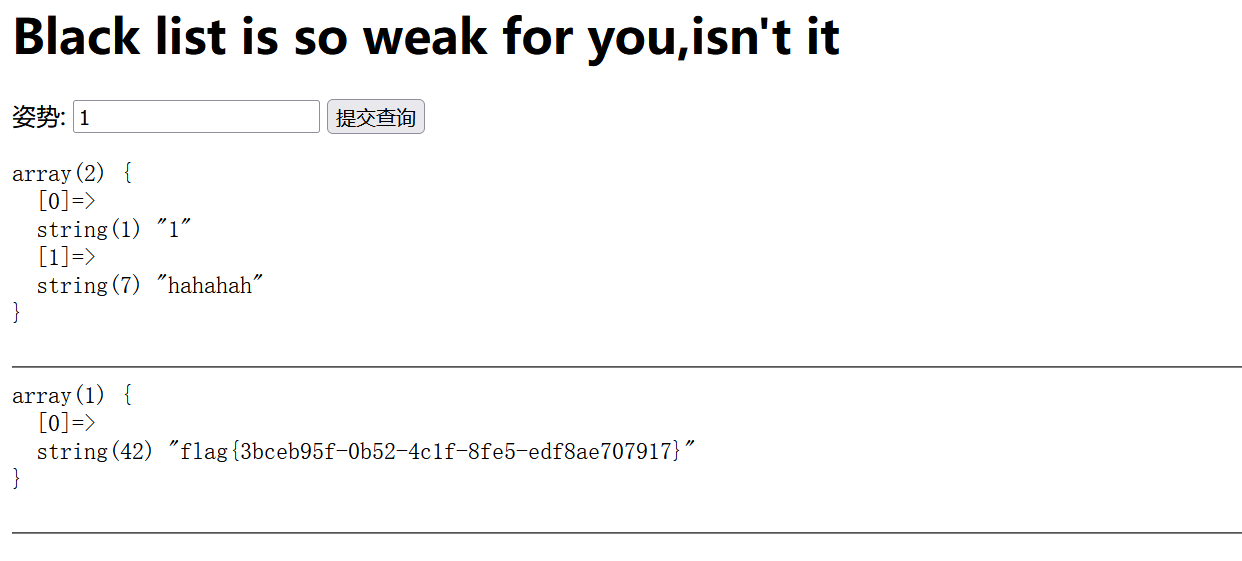 Black list is so weak for you,isn't it
姿势: 1 提交查询
array(2) {
  [0]=>
  string(1) "1"
  [1]=>
  string(7) "hahahah"
}
array(1) {
  [0]=>
  string(42) "flag{3bceb95f-0b52-4c1f-8fe5-edf8ae707917}"
}